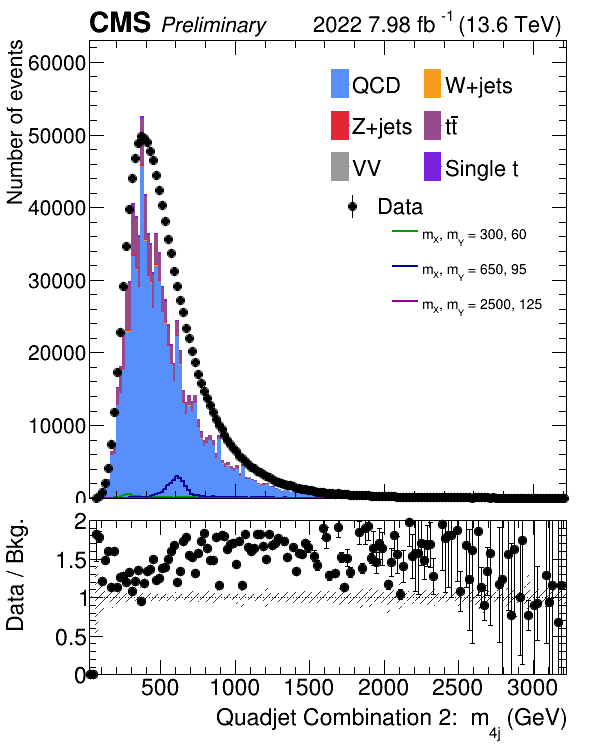 CMS Preliminary 2022 7.98 fb -1 (13.6 TeV)
Number of events
60000
50000
40000
30000
20000
10000
0
QCD W+jets
Z+jets tt̄
VV Single t
Data
mX, mY = 300, 60
mX, mY = 650, 95
mX, mY = 2500, 125
Data / Bkg.
2
1.5
1
0.5
0
500 1000 1500 2000 2500 3000
Quadjet Combination 2: m4j (GeV)